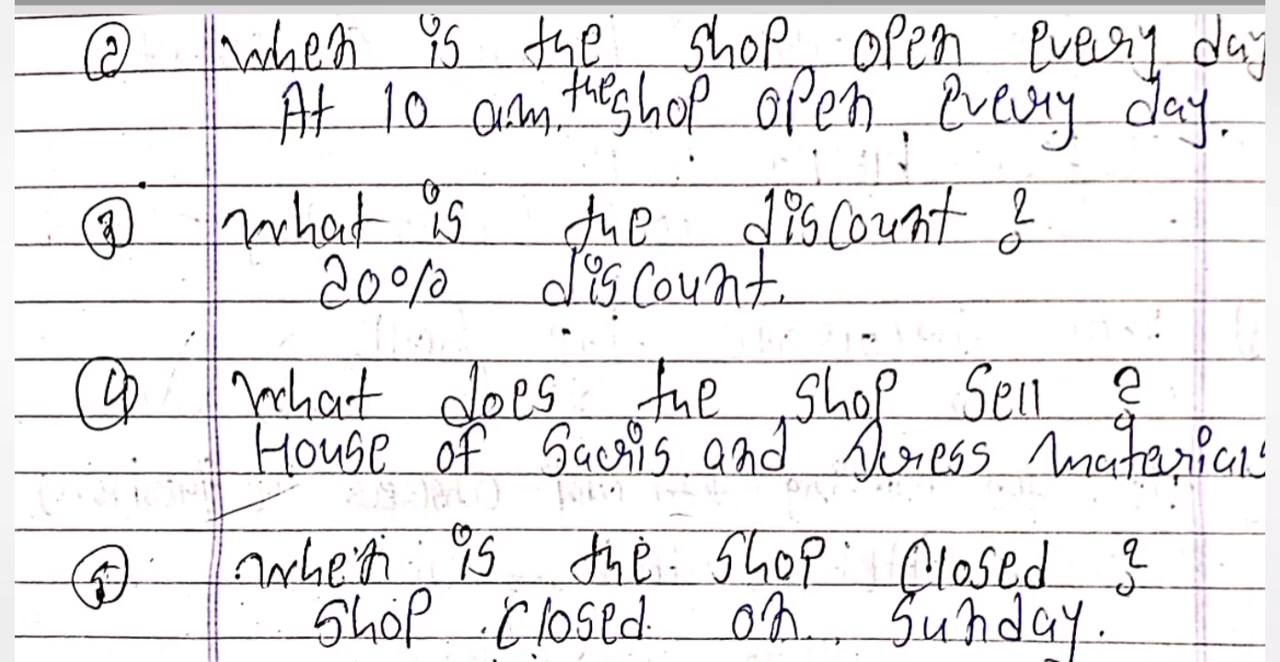 ② When is the shop open every day
At 10 a.m. the shop open every day.
③ What is the discount ?
20% discount.
④ What does the shop Sell ?
House of Saris and Dress materials
⑤ When is the shop Closed ?
Shop Closed on Sunday.